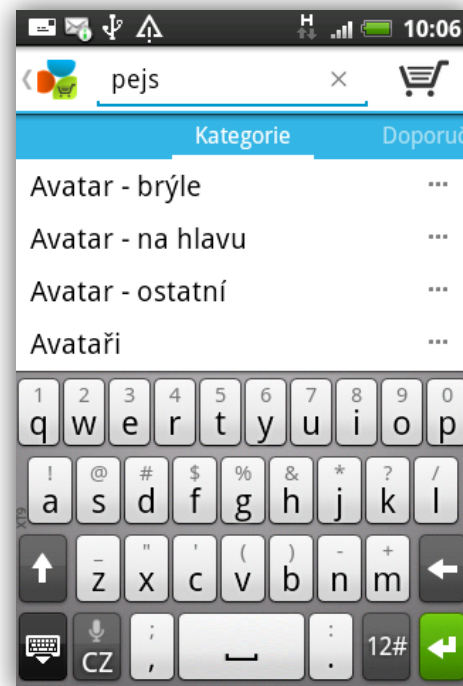 H 10:06
pejs ×
Kategorie Doporuč
Avatar - brýle ...
Avatar - na hlavu ...
Avatar - ostatní ...
Avataři ...
1 2 3 4 5 6 7 8 9 0
q w e r t y u i o p
! @ # $ % & * ? /
a s d f g h j k l
XT9
_ " ' ( ) - +
z x c v b n m
; :
CZ , . 12#